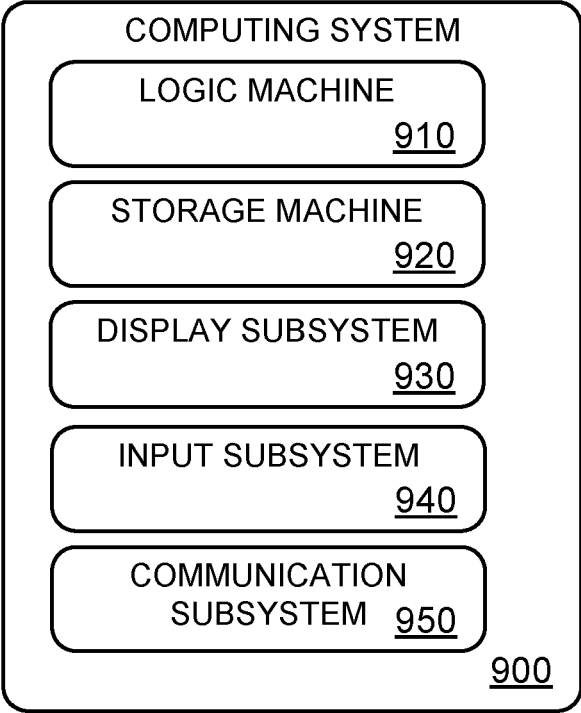 COMPUTING SYSTEM
LOGIC MACHINE
910
STORAGE MACHINE
920
DISPLAY SUBSYSTEM
930
INPUT SUBSYSTEM
940
COMMUNICATION
SUBSYSTEM 950
900